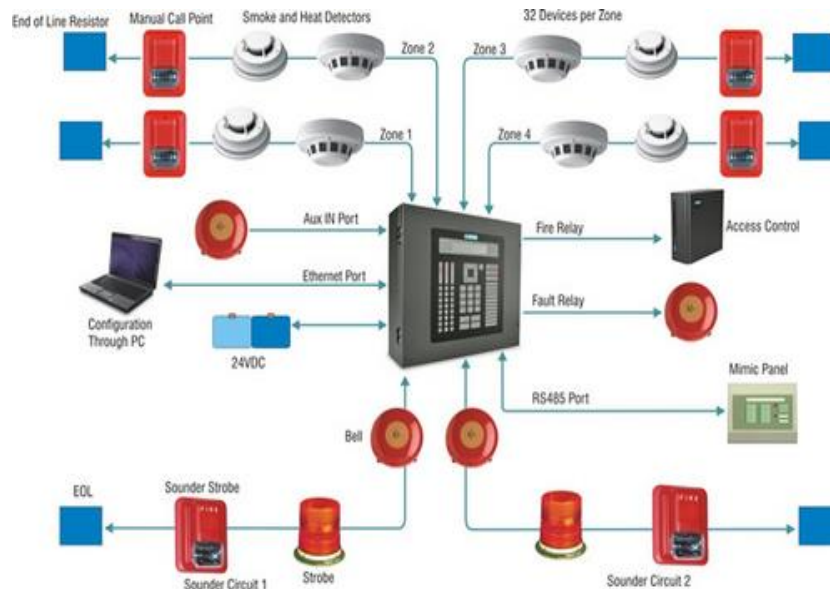 End of Line Resistor
Manual Call Point
Smoke and Heat Detectors
32 Devices per Zone
Zone 2
Zone 3
Zone 1
Zone 4
Aux IN Port
Fire Relay
Access Control
Ethernet Port
Fault Relay
Configuration
Through PC
24VDC
Mimic Panel
RS485 Port
Bell
EOL
Sounder Strobe
FIRE
Strobe
Sounder Circuit 1
Sounder Circuit 2